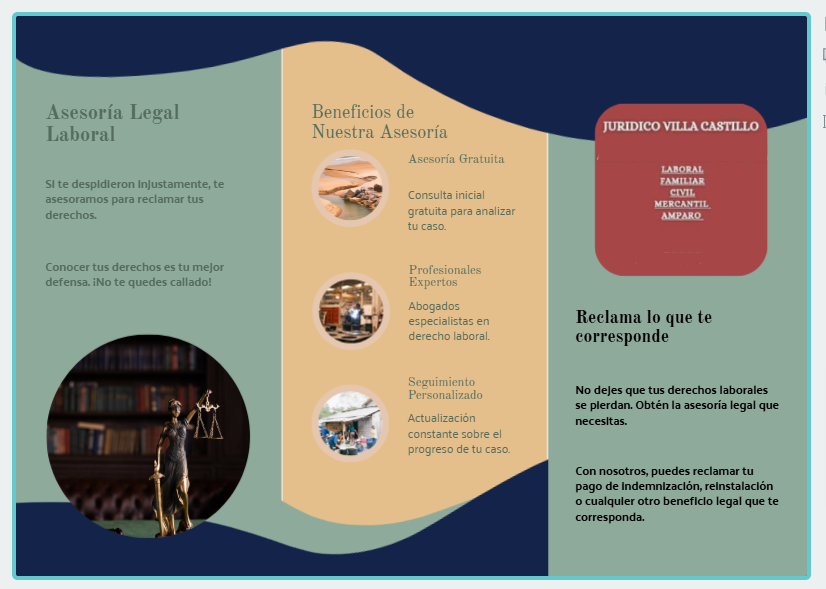 Asesoría Legal
Laboral
Si te despidieron injustamente, te
asesoramos para reclamar tus
derechos.
Conocer tus derechos es tu mejor
defensa. ¡No te quedes callado!
Beneficios de
Nuestra Asesoría
Asesoría Gratuita
Consulta inicial
gratuita para analizar
tu caso.
Profesionales
Expertos
Abogados
especialistas en
derecho laboral.
Seguimiento
Personalizado
Actualización
constante sobre el
progreso de tu caso.
JURIDICO VILLA CASTILLO
LABORAL
FAMILIAR
CIVIL
MERCANTIL
AMPARO
Reclama lo que te
corresponde
No dejes que tus derechos laborales
se pierdan. Obtén la asesoría legal que
necesitas.
Con nosotros, puedes reclamar tu
pago de indemnización, reinstalación
o cualquier otro beneficio legal que te
corresponda.